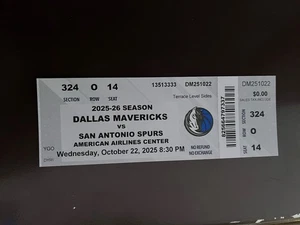 324 O 14
SECTION ROW SEAT
13513333 DM251022
Terrace Level Sides
2025-26 SEASON
DALLAS MAVERICKS
VS
SAN ANTONIO SPURS
AMERICAN AIRLINES CENTER
Wednesday, October 22, 2025 8:30 PM
NO REFUND
NO EXCHANGE
YGO
DM251022
$0.00
SECTION 324
ROW O
SEAT 14